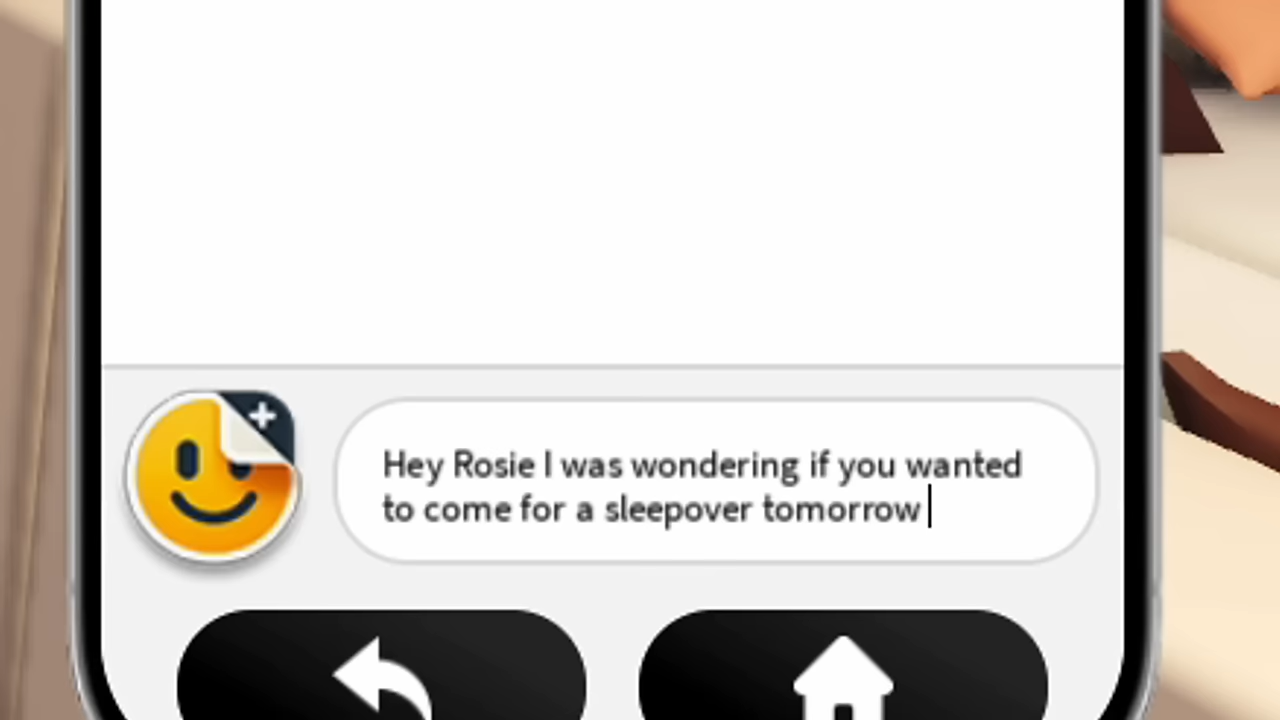 Hey Rosie I was wondering if you wanted
to come for a sleepover tomorrow